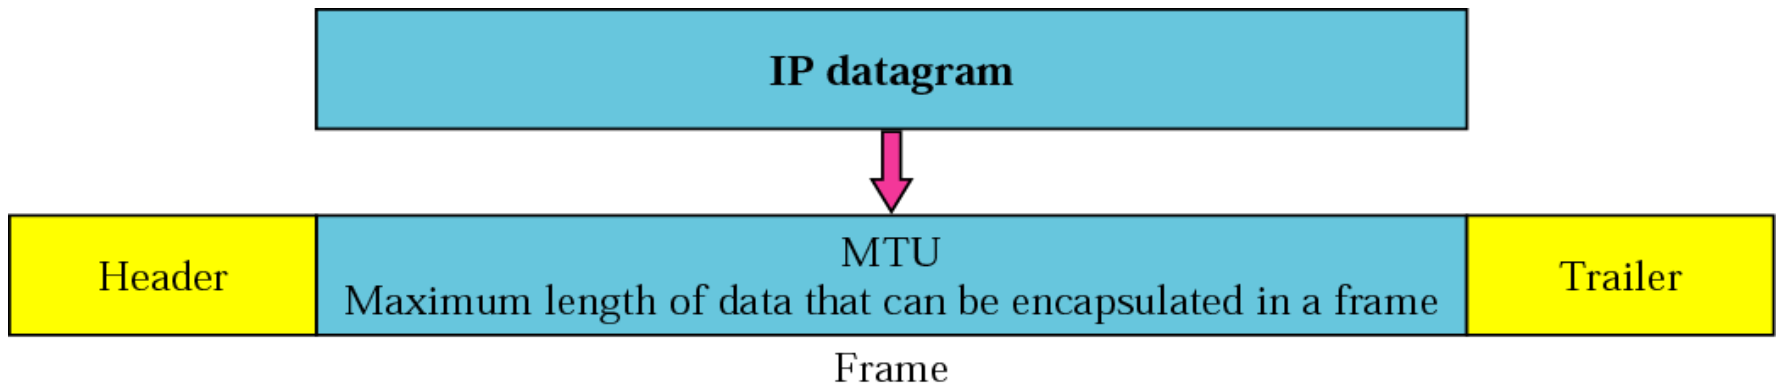 IP datagram
Header
MTU
Maximum length of data that can be encapsulated in a frame
Trailer
Frame